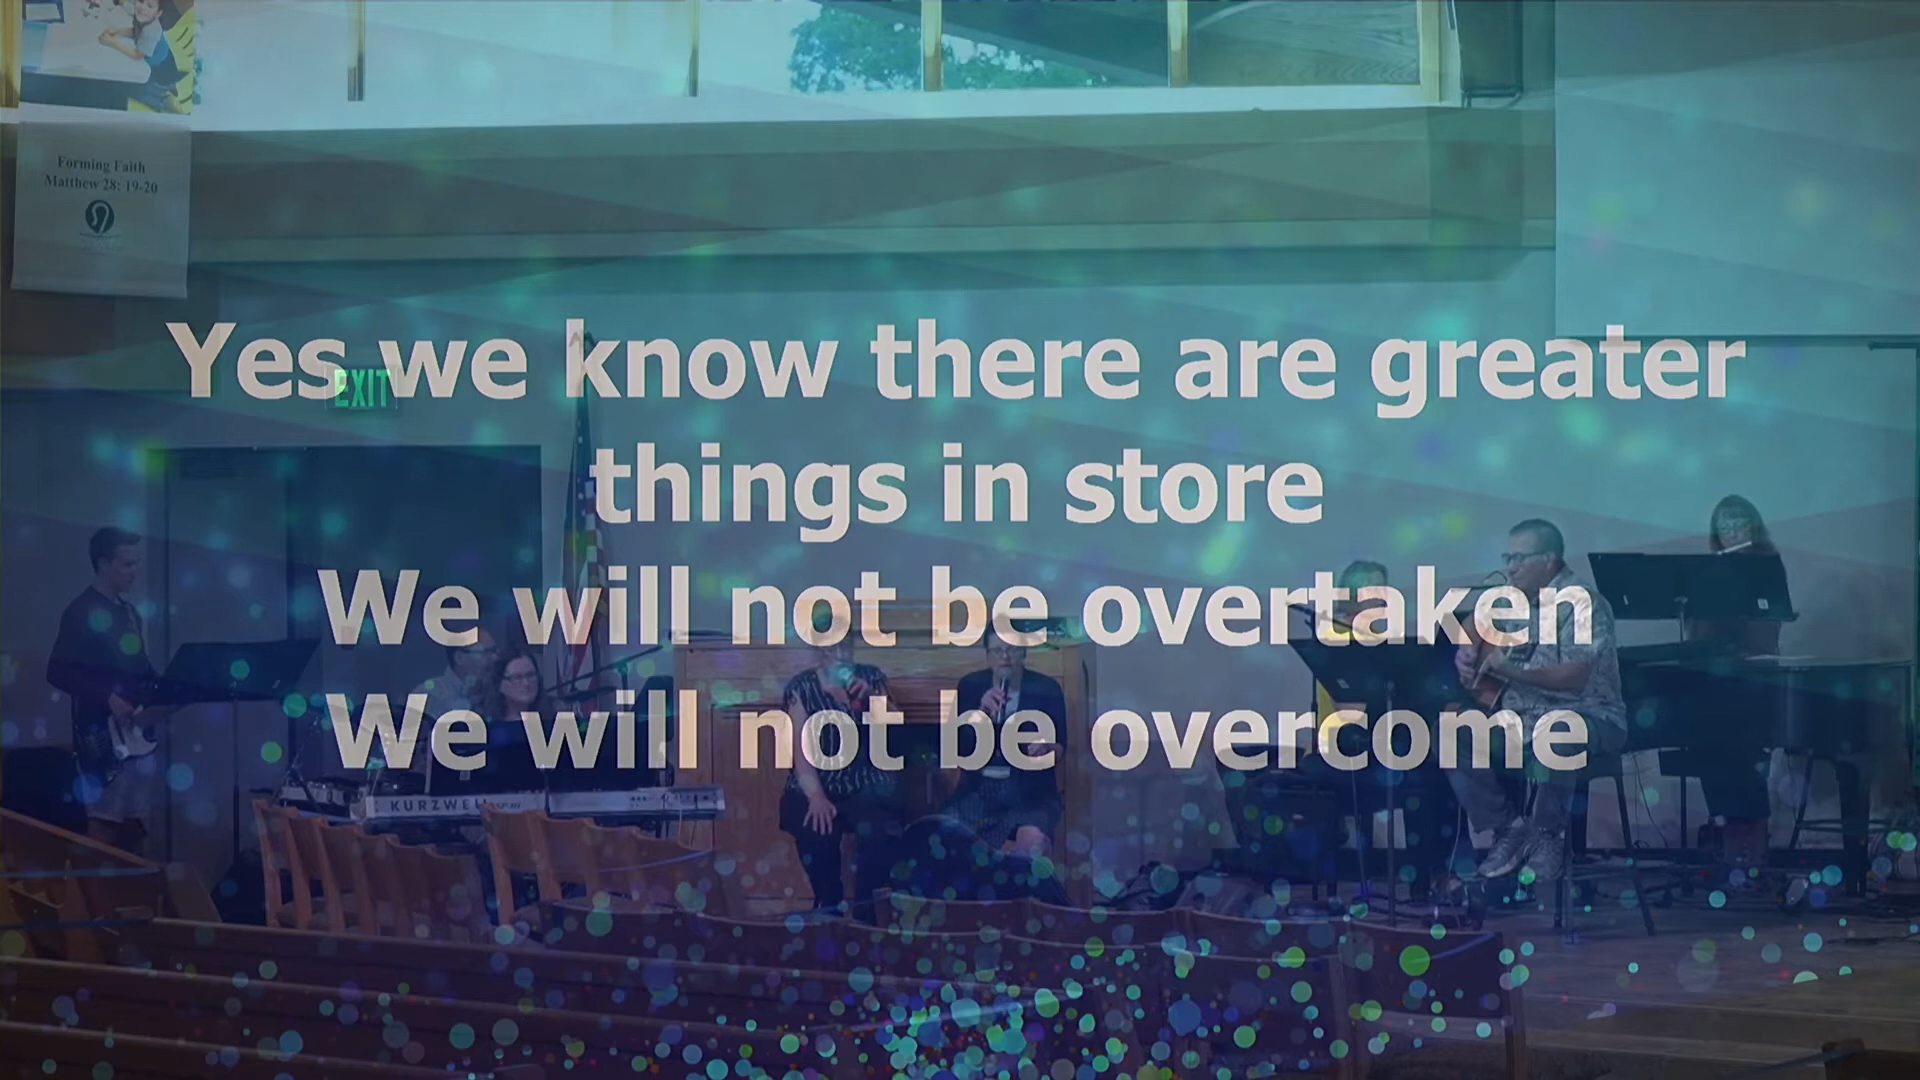 Forming Faith
Matthew 28: 19-20
Yes we know there are greater
EXIT
things in store
We will not be overtaken
We will not be overcome
KURZWEIL